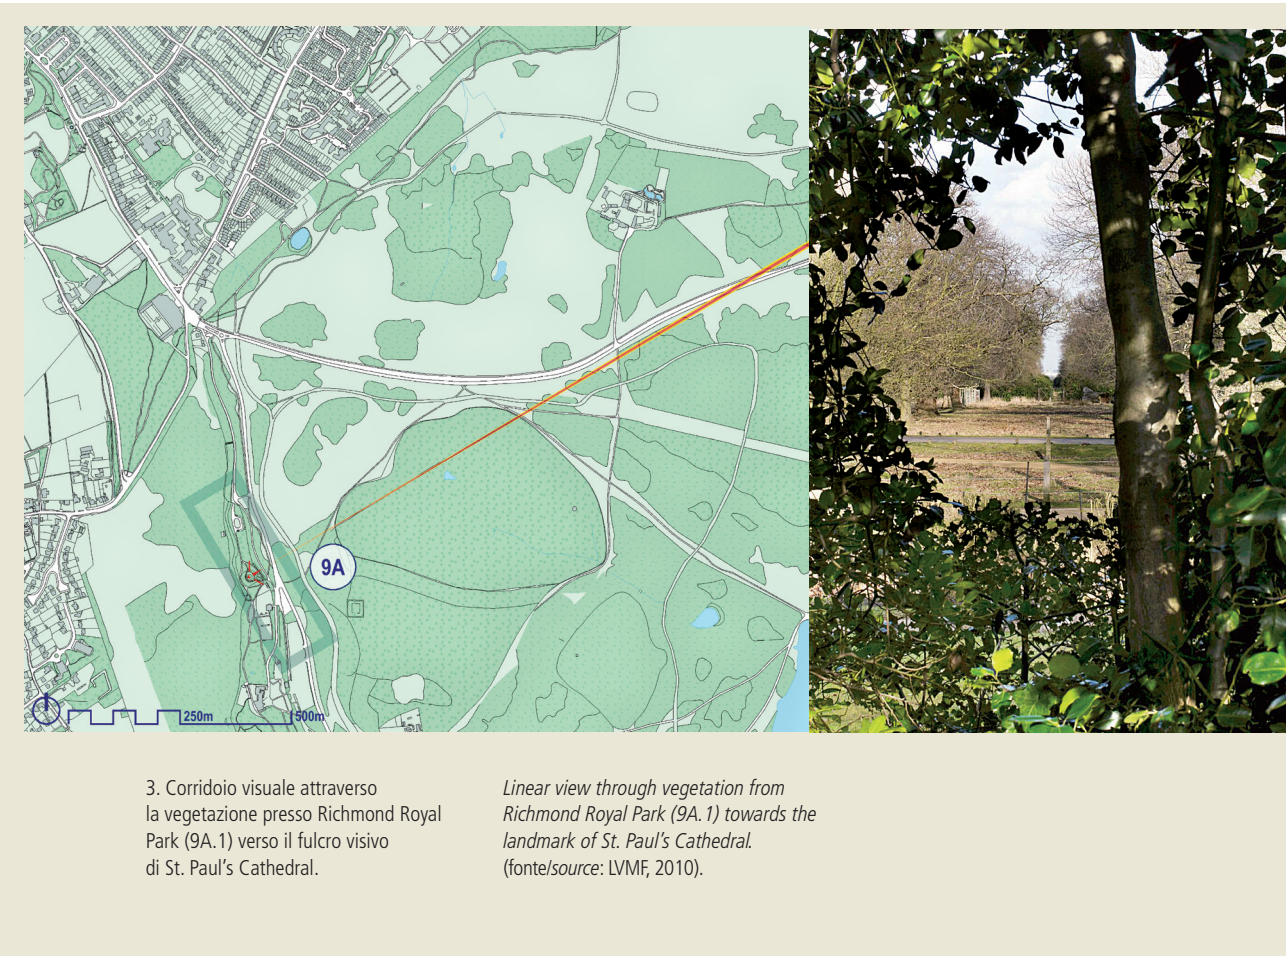 9A
250m
500m
3. Corridoio visuale attraverso
la vegetazione presso Richmond Royal
Park (9A.1) verso il fulcro visivo
di St. Paul’s Cathedral.
Linear view through vegetation from
Richmond Royal Park (9A.1) towards the
landmark of St. Paul’s Cathedral.
(fonte/source: LVMF, 2010).